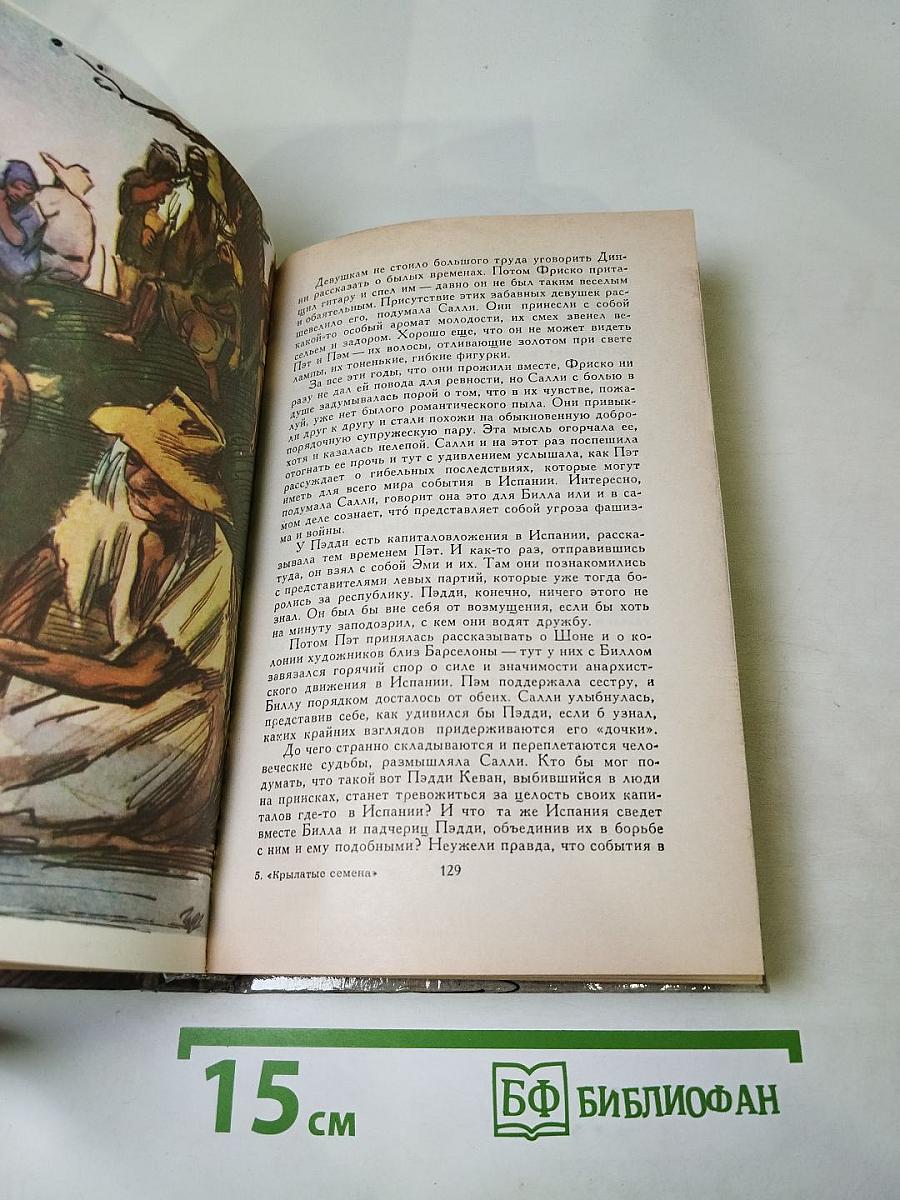 Девушкам не стоило большого труда уговорить Дин-
ни рассказать о былых временах. Потом Фриско прита-
щил гитару и спел им — давно он не был таким веселым
и обаятельным. Присутствие этих забавных девушек рас-
шевелило его, подумала Салли. Они принесли с собой
какой-то особый аромат молодости, их смех звенел ве-
сельем и задором. Хорошо еще, что он не может видеть
Пэт и Пэм — их волосы, отливающие золотом при свете
лампы, их тоненькие, гибкие фигурки.
За все эти годы, что они прожили вместе, Фриско ни
разу не дал ей повода для ревности, но Салли с болью в
душе задумывалась порой о том, что в их чувстве, пожа-
луй, уже нет былого романтического пыла. Они привык-
ли друг к другу и стали похожи на обыкновенную добро-
порядочную супружескую пару. Эта мысль огорчала ее,
хотя и казалась нелепой. Салли и на этот раз поспешила
отогнать ее прочь и тут с удивлением услышала, как Пэт
рассуждает о гибельных последствиях, которые могут
иметь для всего мира события в Испании. Интересно,
подумала Салли, говорит она это для Билла или и в са-
мом деле сознает, что́ представляет собой угроза фашиз-
ма и войны.
У Пэдди есть капиталовложения в Испании, расска-
зывала тем временем Пэт. И как-то раз, отправившись
туда, он взял с собой Эми и их. Там они познакомились
с представителями левых партий, которые уже тогда бо-
ролись за республику. Пэдди, конечно, ничего этого не
знал. Он был бы вне себя от возмущения, если бы хоть
на минуту заподозрил, с кем они водят дружбу.
Потом Пэт принялась рассказывать о Шоне и о ко-
лонии художников близ Барселоны — тут у них с Биллом
завязался горячий спор о силе и значимости анархист-
ского движения в Испании. Пэм поддержала сестру, и
Биллу порядком досталось от обеих. Салли улыбнулась,
представив себе, как удивился бы Пэдди, если б узнал,
каких крайних взглядов придерживаются его «дочки».
До чего странно складываются и переплетаются чело-
веческие судьбы, размышляла Салли. Кто бы мог по-
думать, что такой вот Пэдди Кеван, выбившийся в люди
на приисках, станет тревожиться за целость своих капи-
талов где-то в Испании? И что та же Испания сведет
вместе Билла и падчериц Пэдди, объединив их в борьбе
с ним и ему подобными? Неужели правда, что события в
5. «Крылатые семена» 129
15 см
БФ БИБЛИОФАН